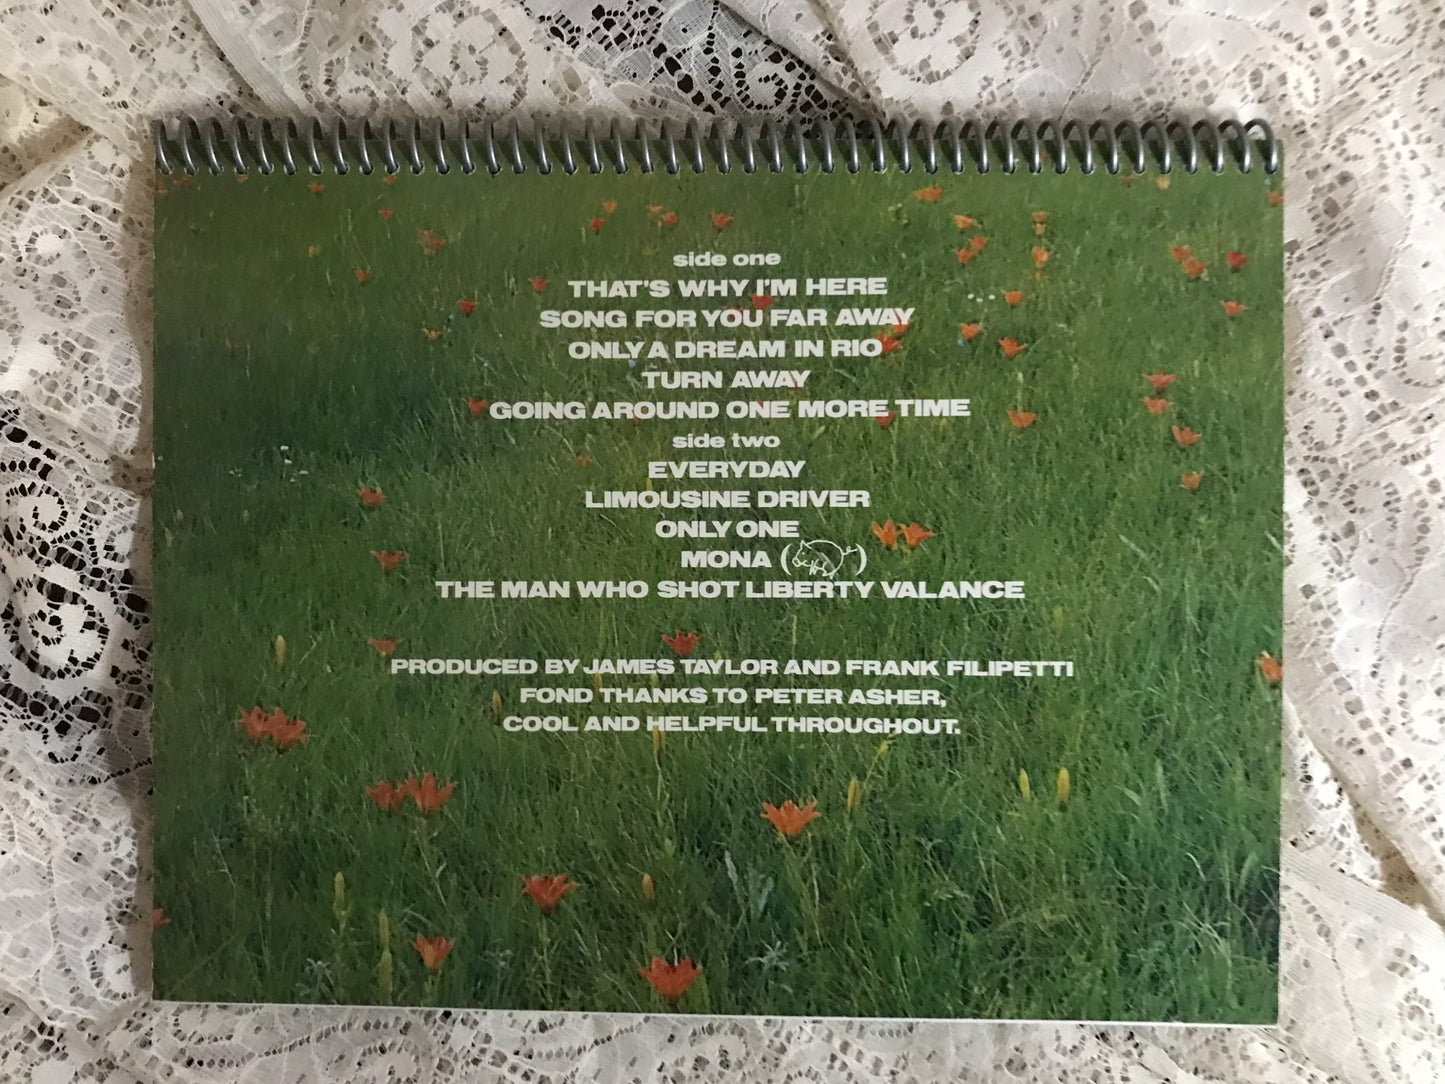 side one
THAT'S WHY I'M HERE
SONG FOR YOU FAR AWAY
ONLY A DREAM IN RIO
TURN AWAY
GOING AROUND ONE MORE TIME
side two
EVERYDAY
LIMOUSINE DRIVER
ONLY ONE
MONA ( )
THE MAN WHO SHOT LIBERTY VALANCE
PRODUCED BY JAMES TAYLOR AND FRANK FILIPETTI
FOND THANKS TO PETER ASHER,
COOL AND HELPFUL THROUGHOUT.